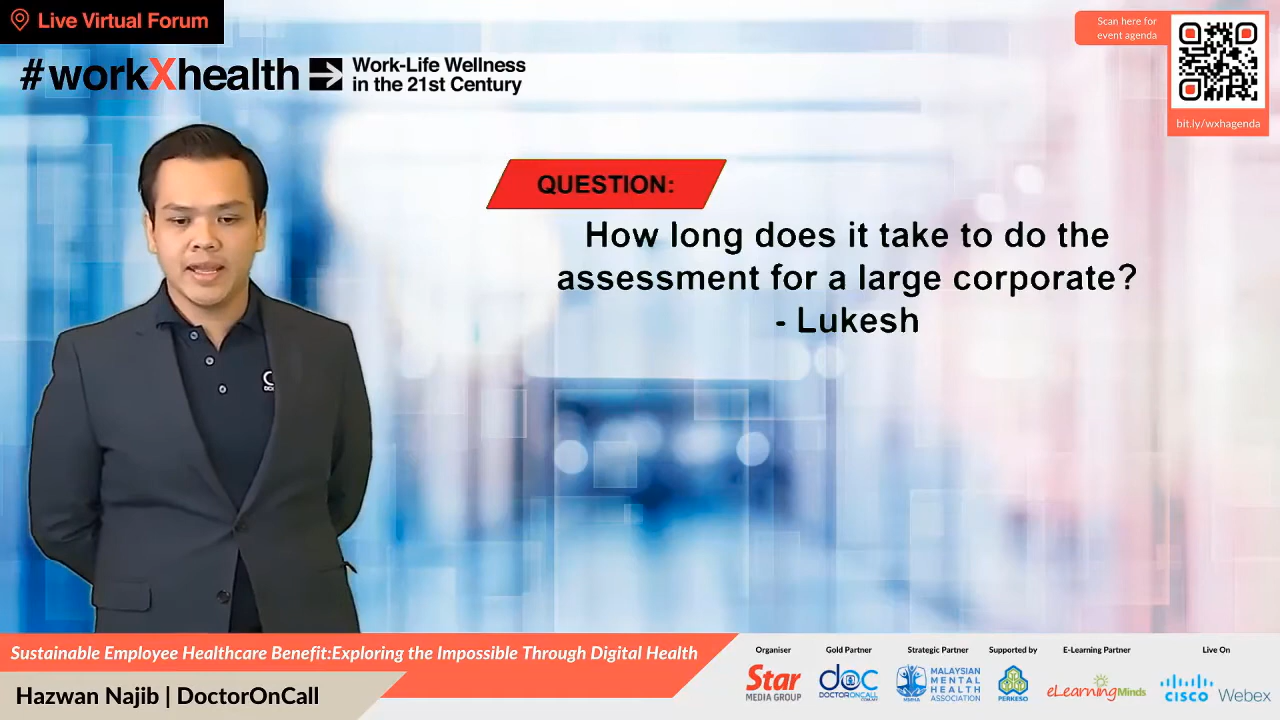 Live Virtual Forum
#workXhealth
Work-Life Wellness
in the 21st Century
Scan here for
event agenda
bit.ly/wxhagenda
QUESTION:
How long does it take to do the
assessment for a large corporate?
- Lukesh
Sustainable Employee Healthcare Benefit:Exploring the Impossible Through Digital Health
Hazwan Najib | DoctorOnCall
Organiser
Star
MEDIA GROUP
Gold Partner
doc
DOCTORONCALL
Strategic Partner
MALAYSIAN
MENTAL
HEALTH
ASSOCIATION
Supported by
PERKESO
E-Learning Partner
eLearningMinds
Live On
cisco Webex